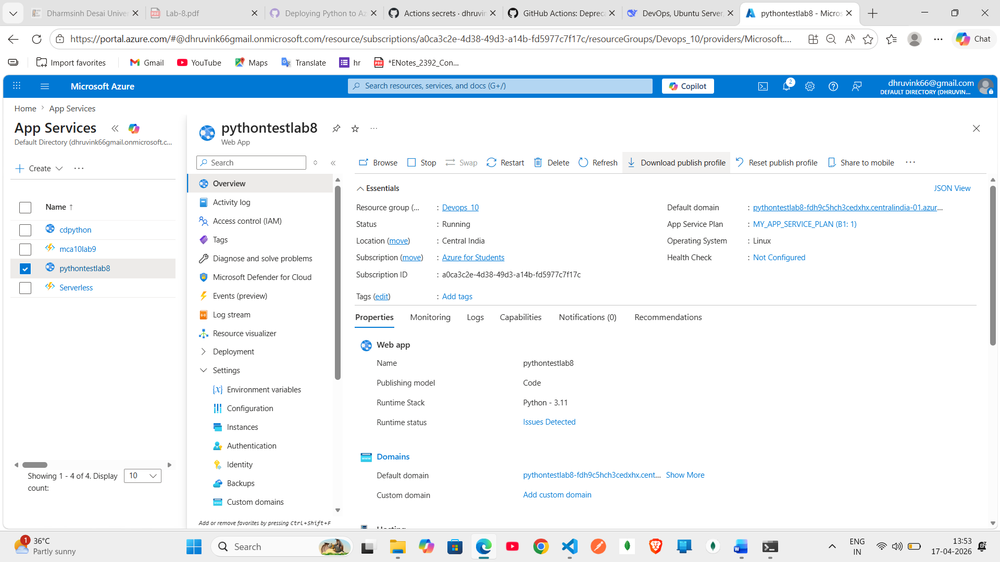 Dharmsinh Desai Univer
Lab-8.pdf
Deploying Python to Az
Actions secrets · dhruvin
GitHub Actions: Depreca
DevOps, Ubuntu Server,
pythontestlab8 - Micros
https://portal.azure.com/#@dhruvink66gmail.onmicrosoft.com/resource/subscriptions/a0ca3c2e-4d38-49d3-a14b-fd5977c7f17c/resourceGroups/Devops_10/providers/Microsoft....
Chat
Import favorites
Gmail
YouTube
Maps
Translate
hr
*ENotes_2392_Con...
Microsoft Azure
Search resources, services, and docs (G+/)
Copilot
2
dhruvink66@gmail.com
DEFAULT DIRECTORY (DHRUVIN...
Home > App Services
App Services
Default Directory (dhruvink66gmail.onmicrosoft.c...
Create
Name ↑
cdpython
mca10lab9
pythontestlab8
Serverless
Showing 1 - 4 of 4. Display count:
10
pythontestlab8
Web App
Search
Overview
Activity log
Access control (IAM)
Tags
Diagnose and solve problems
Microsoft Defender for Cloud
Events (preview)
Log stream
Resource visualizer
Deployment
Settings
Environment variables
Configuration
Instances
Authentication
Identity
Backups
Custom domains
Add or remove favorites by pressing Ctrl+Shift+F
Browse
Stop
Swap
Restart
Delete
Refresh
Download publish profile
Reset publish profile
Share to mobile
Essentials
JSON View
Resource group (... : Devops_10
Status : Running
Location (move) : Central India
Subscription (move) : Azure for Students
Subscription ID : a0ca3c2e-4d38-49d3-a14b-fd5977c7f17c
Tags (edit) : Add tags
Default domain : pythontestlab8-fdh9c5hch3cedxhx.centralindia-01.azur...
App Service Plan : MY_APP_SERVICE_PLAN (B1: 1)
Operating System : Linux
Health Check : Not Configured
Properties
Monitoring
Logs
Capabilities
Notifications (0)
Recommendations
Web app
Name pythontestlab8
Publishing model Code
Runtime Stack Python - 3.11
Runtime status Issues Detected
Domains
Default domain pythontestlab8-fdh9c5hch3cedxhx.cent... Show More
Custom domain Add custom domain
Hosting
1
36°C
Partly sunny
Search
ENG
IN
13:53
17-04-2026